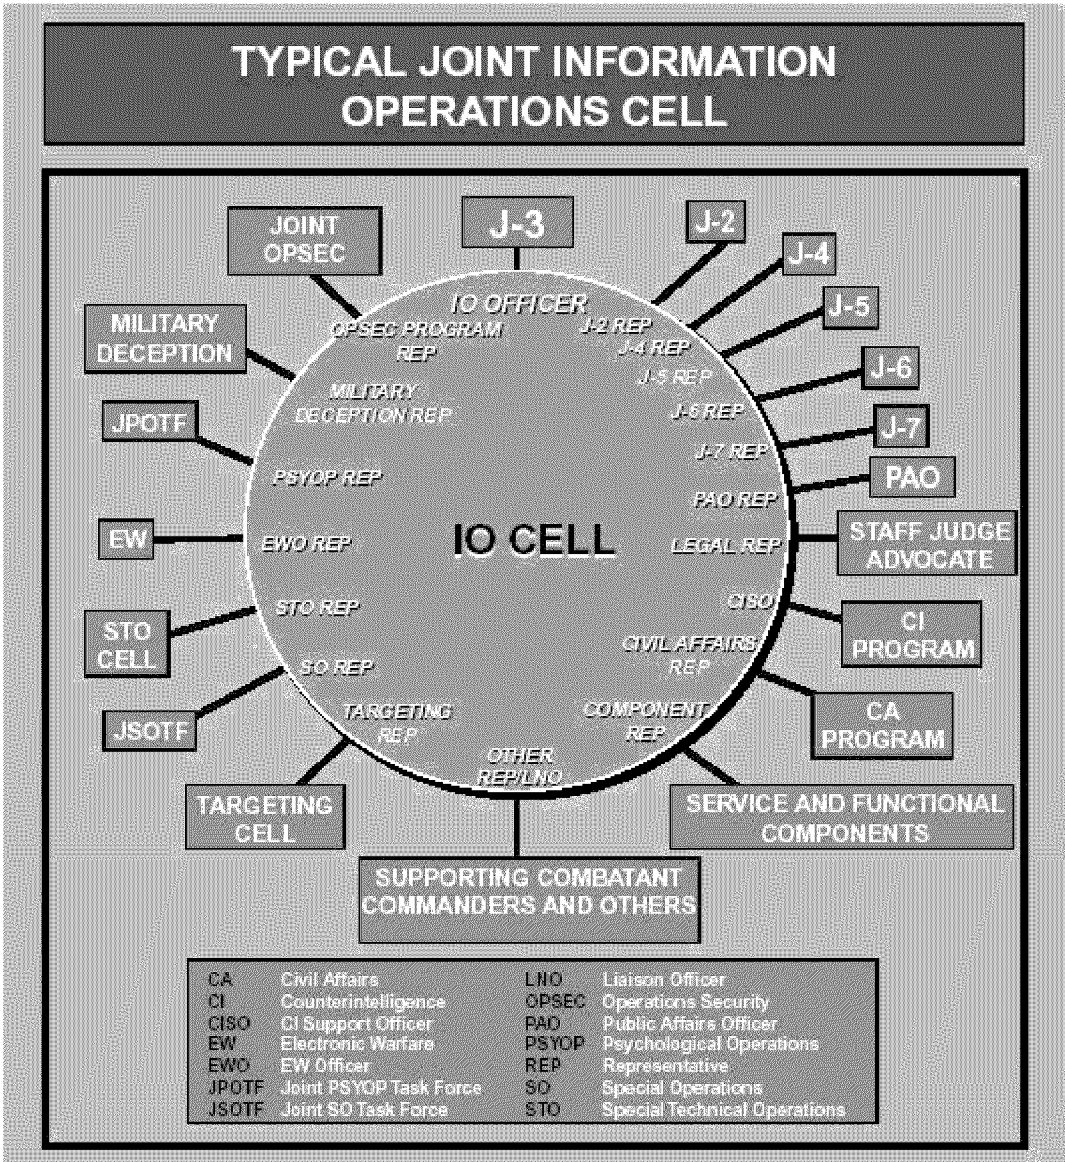 TYPICAL JOINT INFORMATION
OPERATIONS CELL
J-3
JOINT
OPSEC
MILITARY
DECEPTION
JPOTF
EW
STO
CELL
JSOTF
TARGETING
CELL
SUPPORTING COMBATANT
COMMANDERS AND OTHERS
J-2
J-4
J-5
J-6
J-7
PAO
STAFF JUDGE
ADVOCATE
CI
PROGRAM
CA
PROGRAM
SERVICE AND FUNCTIONAL
COMPONENTS
IO OFFICER
OPSEC PROGRAM
REP
MILITARY
DECEPTION REP
PSYOP REP
EWO REP
STO REP
SO REP
TARGETING
REP
OTHER
REP/LNO
J-2 REP
J-4 REP
J-5 REP
J-6 REP
J-7 REP
PAO REP
LEGAL REP
CISO
CIVIL AFFAIRS
REP
COMPONENT
REP
IO CELL
CA Civil Affairs
CI Counterintelligence
CISO CI Support Officer
EW Electronic Warfare
EWO EW Officer
JPOTF Joint PSYOP Task Force
JSOTF Joint SO Task Force
LNO Liaison Officer
OPSEC Operations Security
PAO Public Affairs Officer
PSYOP Psychological Operations
REP Representative
SO Special Operations
STO Special Technical Operations